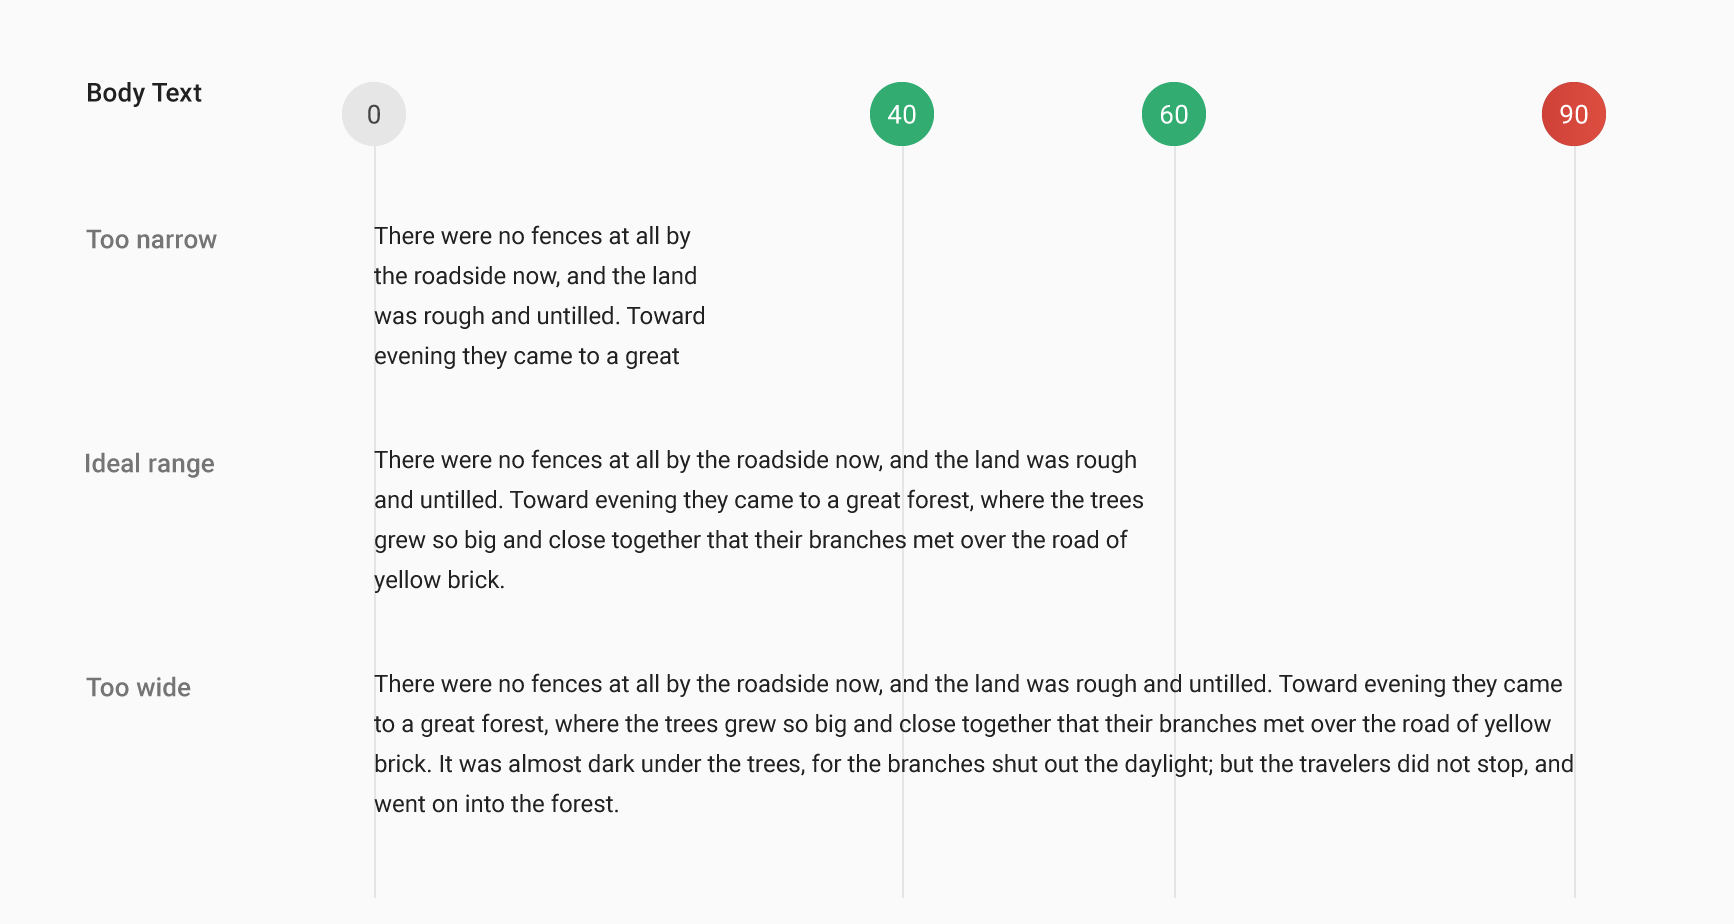 Body Text
0
40
60
90
Too narrow
There were no fences at all by
the roadside now, and the land
was rough and untilled. Toward
evening they came to a great
Ideal range
There were no fences at all by the roadside now, and the land was rough
and untilled. Toward evening they came to a great forest, where the trees
grew so big and close together that their branches met over the road of
yellow brick.
Too wide
There were no fences at all by the roadside now, and the land was rough and untilled. Toward evening they came
to a great forest, where the trees grew so big and close together that their branches met over the road of yellow
brick. It was almost dark under the trees, for the branches shut out the daylight; but the travelers did not stop, and
went on into the forest.